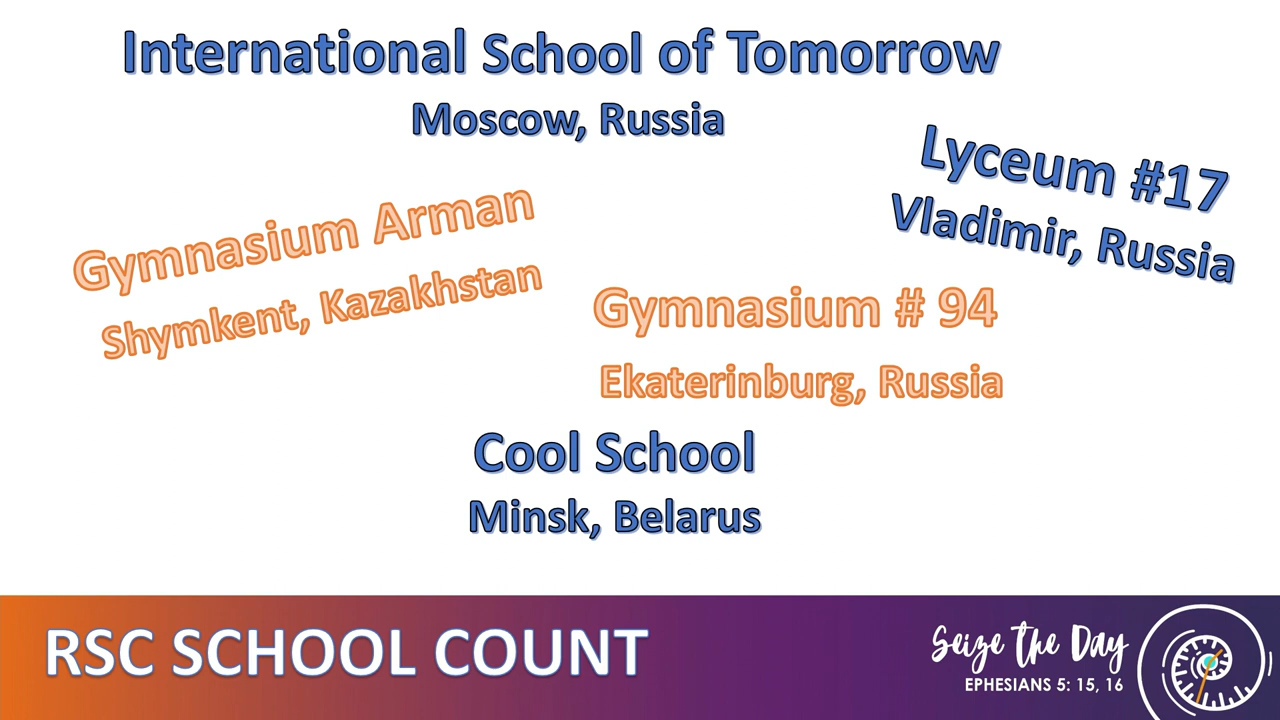 International School of Tomorrow
Moscow, Russia
Lyceum #17
Vladimir, Russia
Gymnasium Arman
Shymkent, Kazakhstan
Gymnasium # 94
Ekaterinburg, Russia
Cool School
Minsk, Belarus
RSC SCHOOL COUNT
Seize the Day
EPHESIANS 5: 15, 16